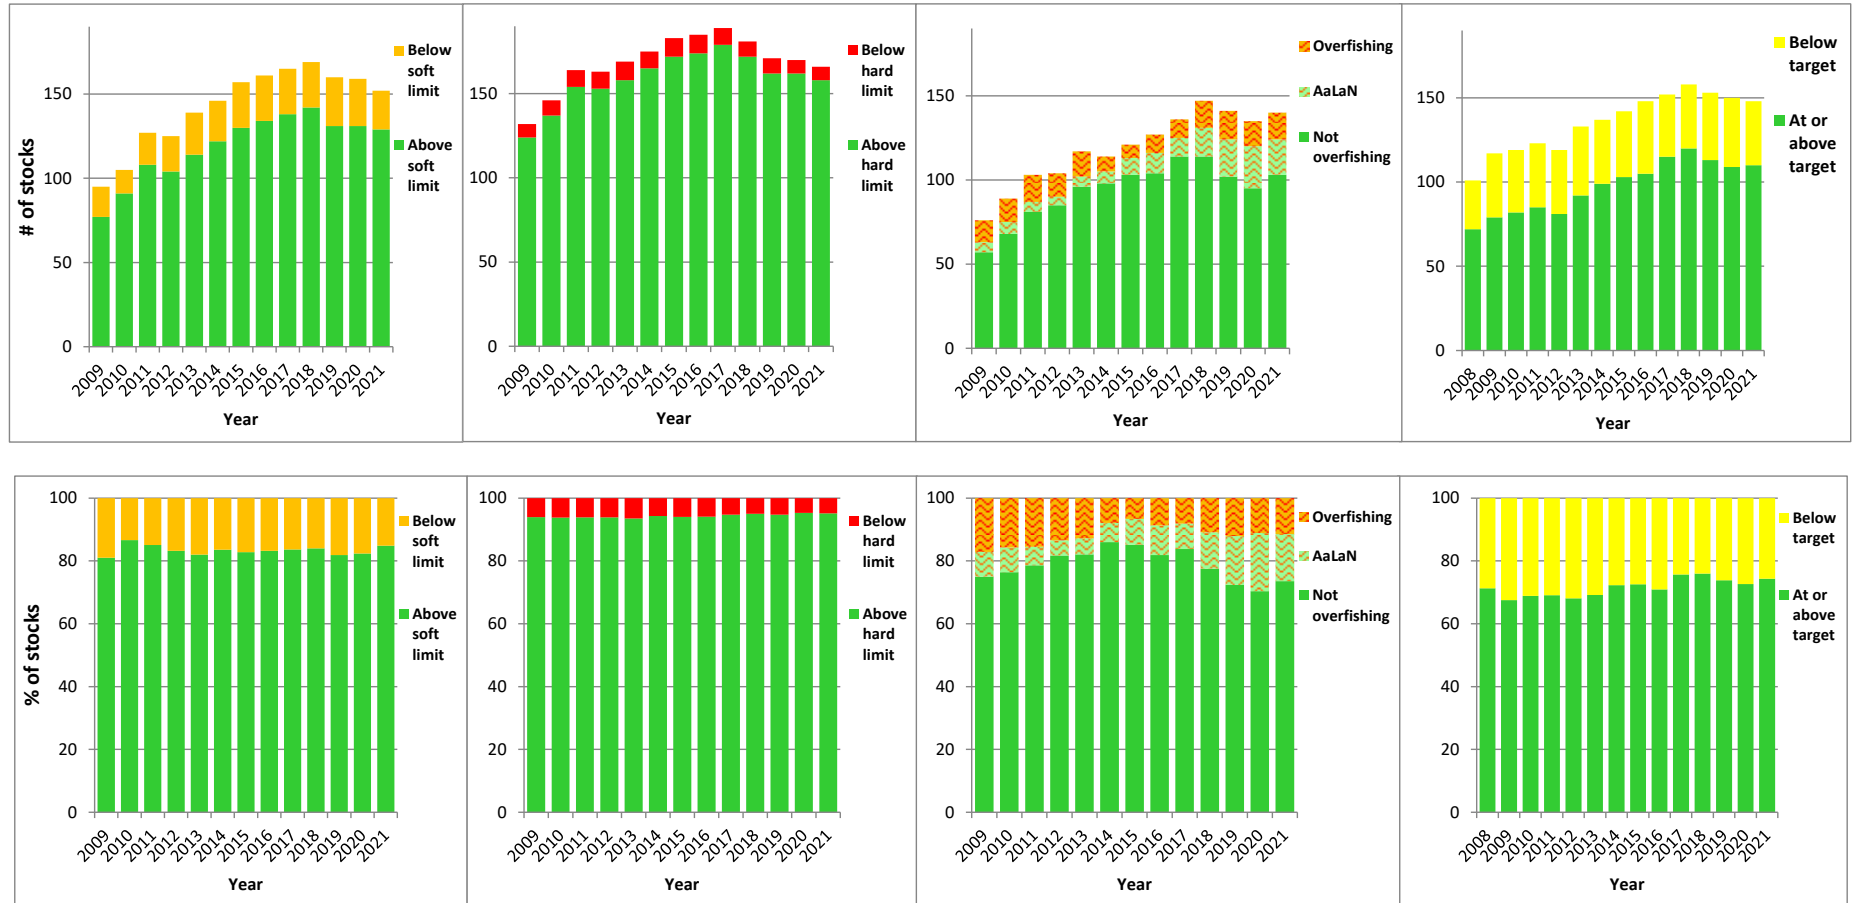 # of stocks
150
100
50
0
2009
2010
2011
2012
2013
2014
2015
2016
2017
2018
2019
2020
2021
Year
Below
soft
limit
Above
soft
limit
150
100
50
0
2009
2010
2011
2012
2013
2014
2015
2016
2017
2018
2019
2020
2021
Year
Below
hard
limit
Above
hard
limit
150
100
50
0
2009
2010
2011
2012
2013
2014
2015
2016
2017
2018
2019
2020
2021
Year
Overfishing
AaLaN
Not
overfishing
150
100
50
0
2008
2009
2010
2011
2012
2013
2014
2015
2016
2017
2018
2019
2020
2021
Year
Below
target
At or
above
target
% of stocks
100
80
60
40
20
0
2009
2010
2011
2012
2013
2014
2015
2016
2017
2018
2019
2020
2021
Year
Below
soft
limit
Above
soft
limit
100
80
60
40
20
0
2009
2010
2011
2012
2013
2014
2015
2016
2017
2018
2019
2020
2021
Year
Below
hard
limit
Above
hard
limit
100
80
60
40
20
0
2009
2010
2011
2012
2013
2014
2015
2016
2017
2018
2019
2020
2021
Year
Overfishing
AaLaN
Not
overfishing
100
80
60
40
20
0
2008
2009
2010
2011
2012
2013
2014
2015
2016
2017
2018
2019
2020
2021
Year
Below
target
At or
above
target